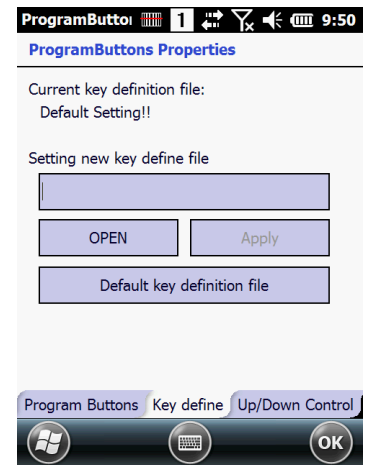 ProgramButtor 1 9:50
ProgramButtons Properties
Current key definition file:
Default Setting!!
Setting new key define file
OPEN Apply
Default key definition file
Program Buttons Key define Up/Down Control
OK